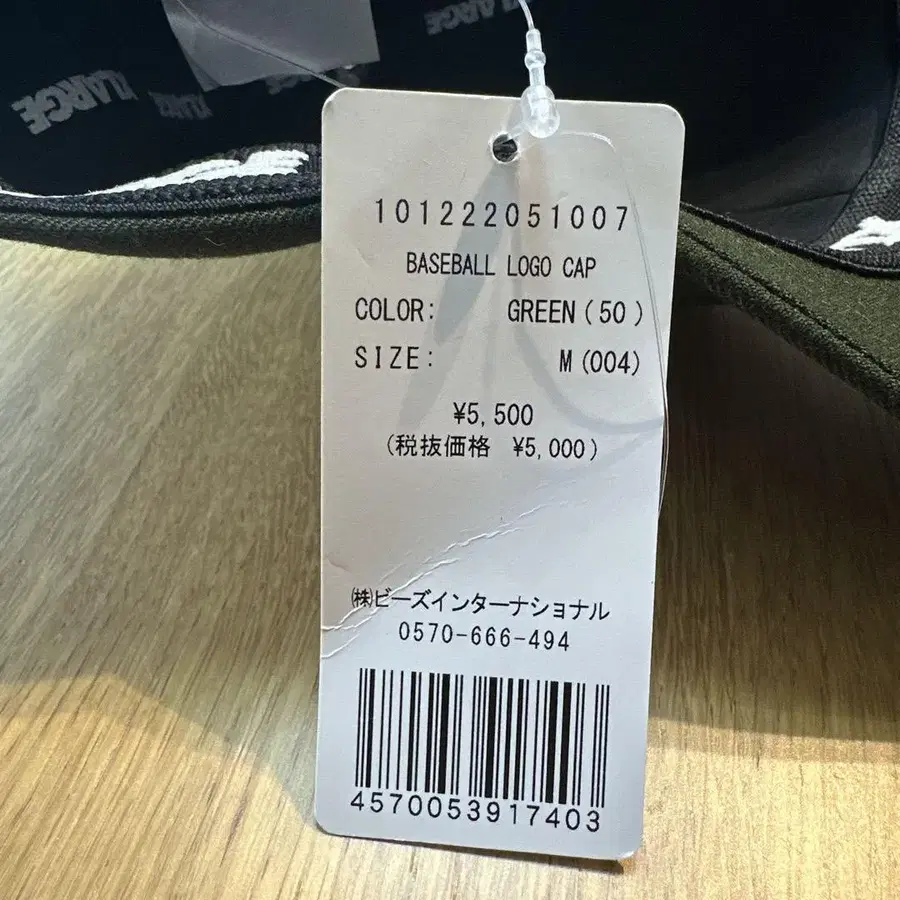 XLARGE
101222051007
BASEBALL LOGO CAP
COLOR: GREEN(50)
SIZE: M(004)
¥5,500
(税抜価格 ¥5,000)
㈱ビーズインターナショナル
0570-666-494
4570053917403